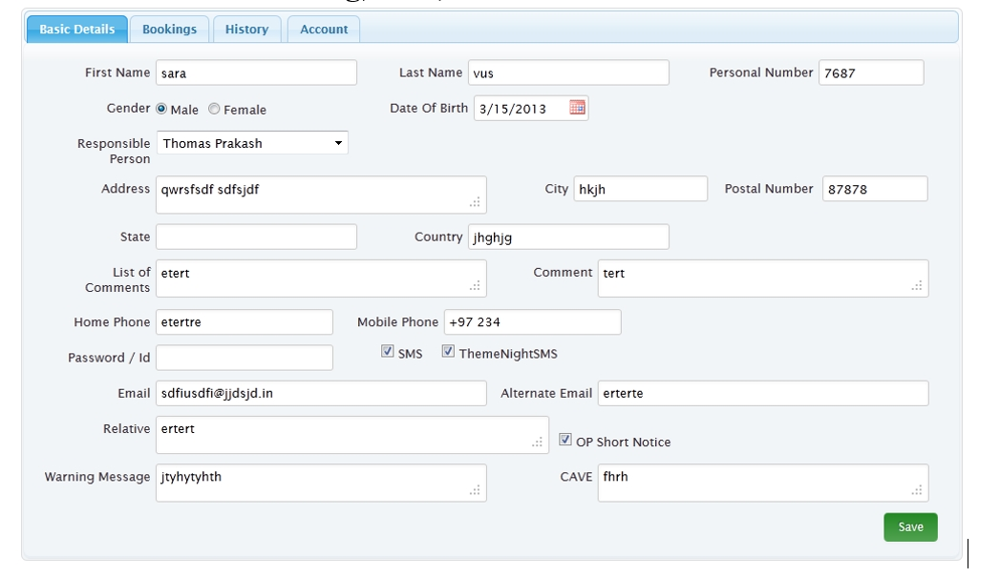 Basic Details Bookings History Account
First Name sara Last Name vus Personal Number 7687
Gender Male Female Date Of Birth 3/15/2013
Responsible Person Thomas Prakash
Address qwrsfsdf sdfsjdf City hkjh Postal Number 87878
State Country jhghjg
List of Comments etert Comment tert
Home Phone etertre Mobile Phone +97 234
Password / Id SMS ThemeNightSMS
Email sdfiusdfi@jjdsjd.in Alternate Email erterte
Relative ertert OP Short Notice
Warning Message jtyhytyhth CAVE fhrh
Save